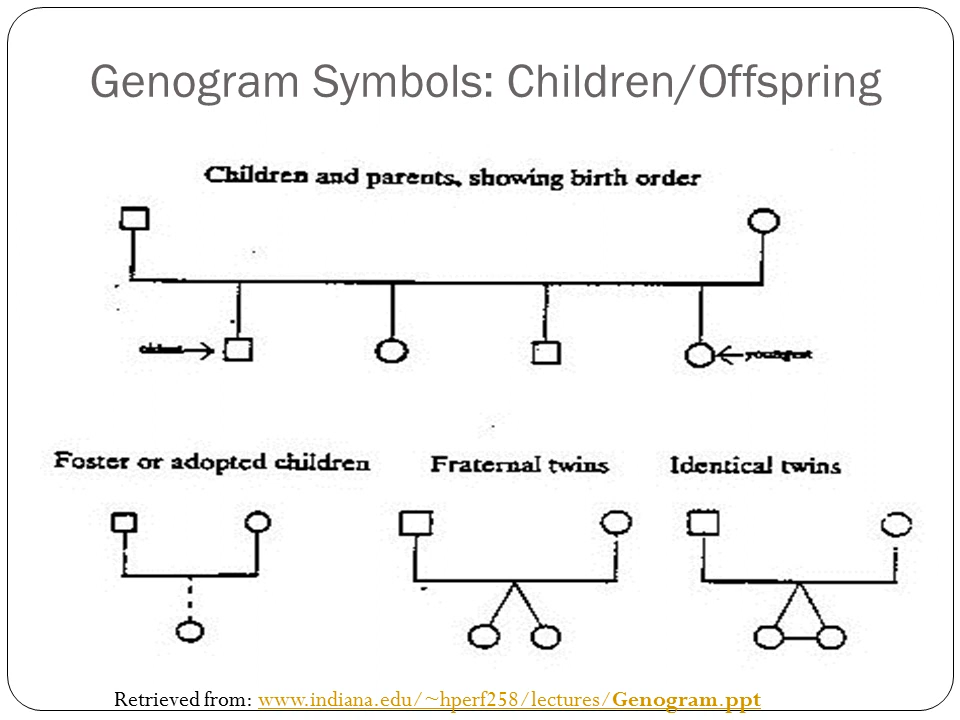 Genogram Symbols: Children/Offspring
Children and parents, showing birth order
oldest
youngest
Foster or adopted children
Fraternal twins
Identical twins
Retrieved from: www.indiana.edu/~hperf258/lectures/Genogram.ppt